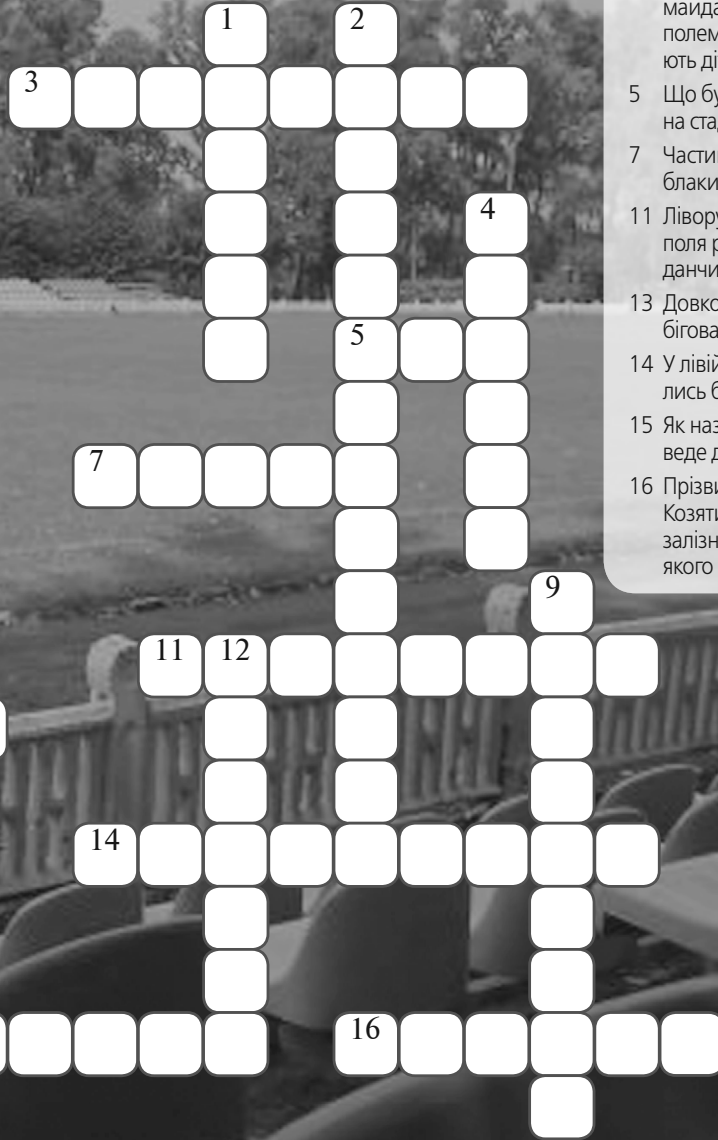 1
2
3
4
5
7
9
11
12
14
16
майда
полем
ють ді
5 Що бу
на ста
7 Части
блаки
11 Лівору
поля р
данчи
13 Довко
бігова
14 У лівій
лись б
15 Як наз
веде д
16 Прізви
Козяти
залізн
якого